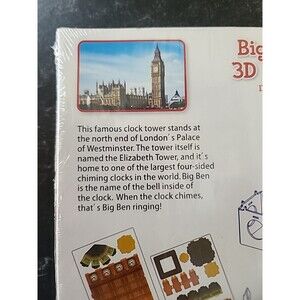 Big
3D
This famous clock tower stands at
the north end of London´s Palace
of Westminster. The tower itself is
named the Elizabeth Tower, and it´s
home to one of the largest four-sided
chiming clocks in the world. Big Ben
is the name of the bell inside of
the clock. When the clock chimes,
that´s Big Ben ringing!